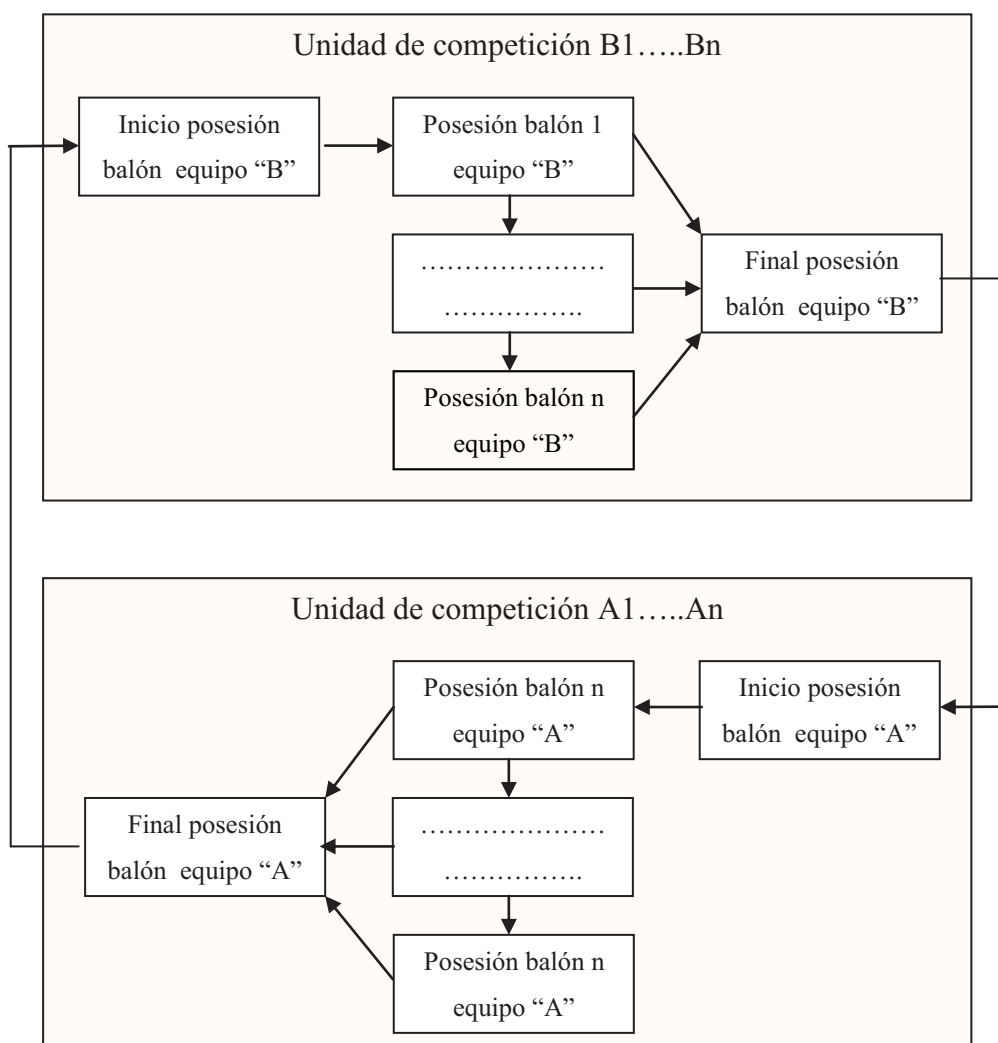 Unidad de competición B1…..Bn
Inicio posesión
balón equipo “B”
Posesión balón 1
equipo “B”
…………………
…………….
Posesión balón n
equipo “B”
Final posesión
balón equipo “B”
Unidad de competición A1…..An
Inicio posesión
balón equipo “A”
Posesión balón n
equipo “A”
…………………
…………….
Posesión balón n
equipo “A”
Final posesión
balón equipo “A”